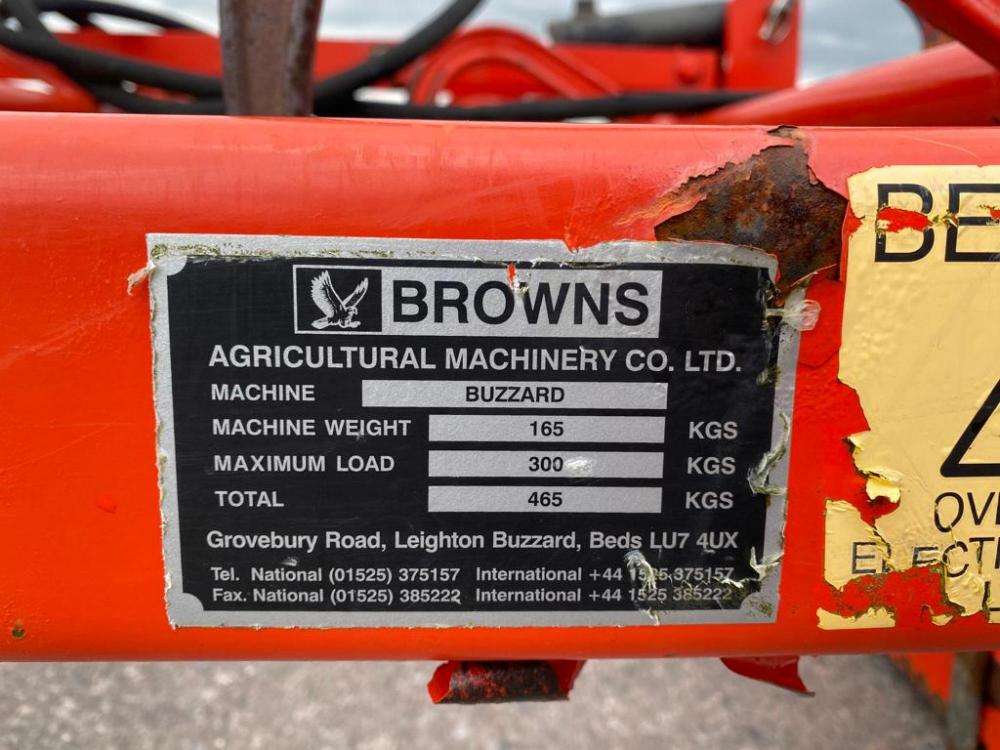 BROWNS
AGRICULTURAL MACHINERY CO. LTD.
MACHINE BUZZARD
MACHINE WEIGHT 165 KGS
MAXIMUM LOAD 300 KGS
TOTAL 465 KGS
Grovebury Road, Leighton Buzzard, Beds LU7 4UX
Tel. National (01525) 375157 International +44 1525 375157
Fax. National (01525) 385222 International +44 1525 385222